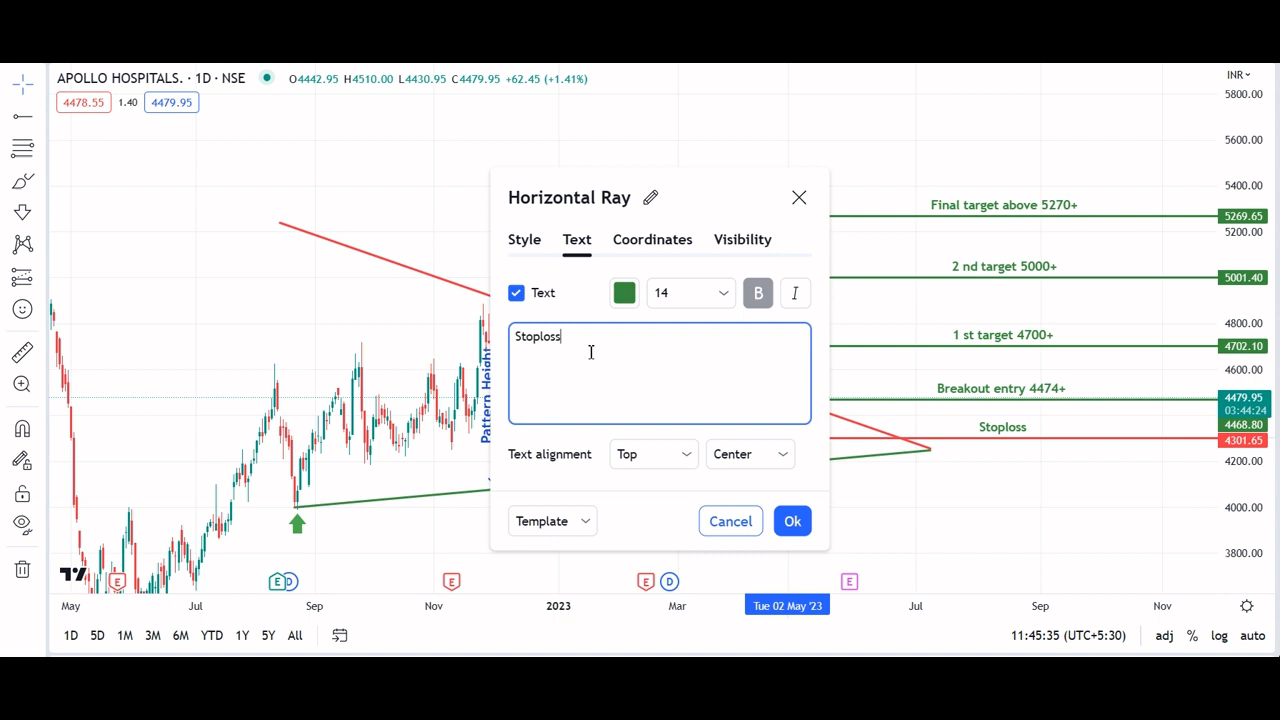 APOLLO HOSPITALS. · 1D · NSE
O4442.95 H4510.00 L4430.95 C4479.95 +62.45 (+1.41%)
4478.55 1.40 4479.95
INR
5800.00
5600.00
5400.00
Final target above 5270+
5269.65
5200.00
2 nd target 5000+
5001.40
4800.00
1 st target 4700+
4702.10
4600.00
Breakout entry 4474+
4479.95
03:44:24
4468.80
Stoploss
4301.65
4200.00
4000.00
3800.00
Horizontal Ray
Style Text Coordinates Visibility
Text 14 B I
Stoploss
Pattern Height
Text alignment Top Center
Template Cancel Ok
E E D E E D E
May Jul Sep Nov 2023 Mar Tue 02 May '23 Jul Sep Nov
1D 5D 1M 3M 6M YTD 1Y 5Y All
11:45:35 (UTC+5:30) adj % log auto